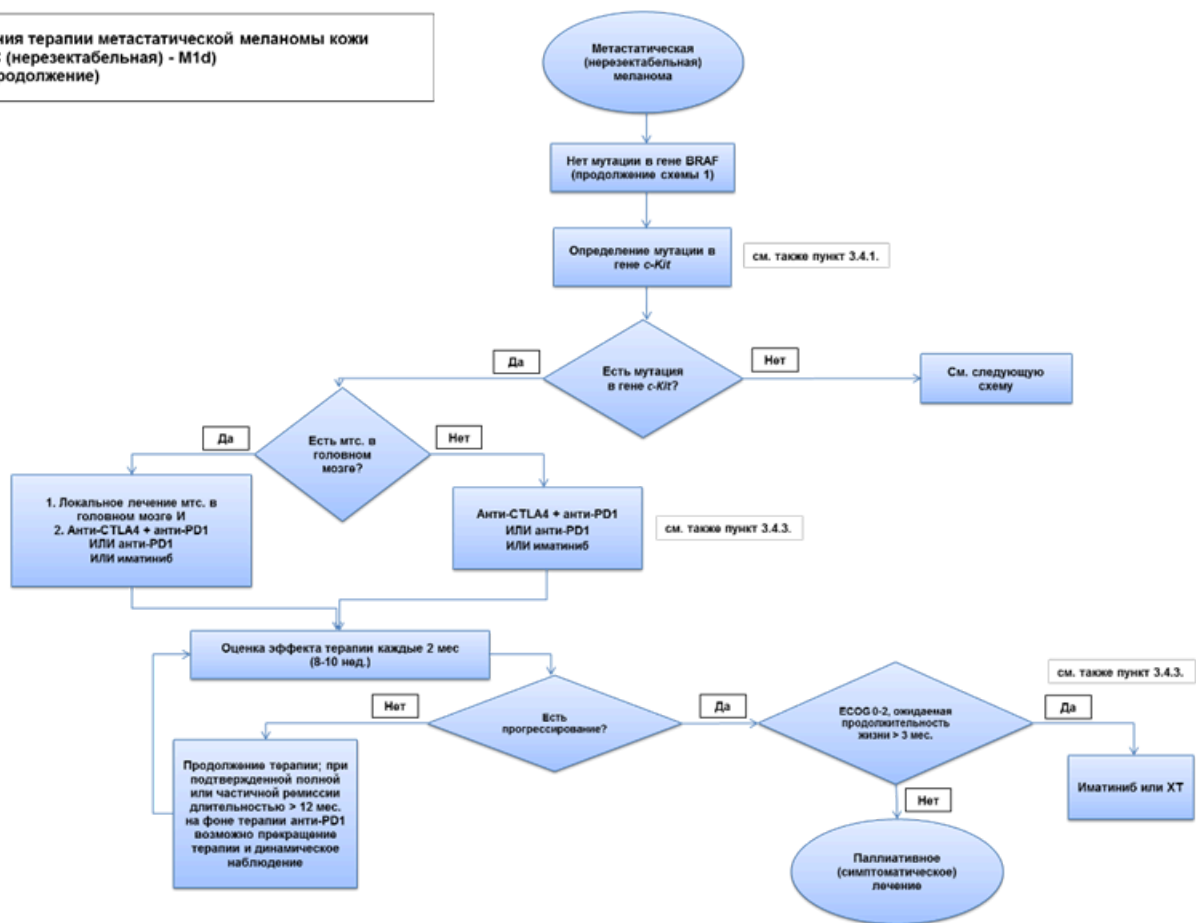 ния терапии метастатической меланомы кожи
(нерезектабельная) - M1d)
родолжение)
Метастатическая
(нерезектабельная)
меланома
Нет мутации в гене BRAF
(продолжение схемы 1)
Определение мутации в
гене c-Kit
см. также пункт 3.4.1.
Есть мутация
в гене c-Kit?
Да
Нет
См. следующую
схему
Есть мтс. в
головном
мозге?
Да
Нет
1. Локальное лечение мтс. в
головном мозге И
2. Анти-CTLA4 + анти-PD1
ИЛИ анти-PD1
ИЛИ иматиниб
Анти-CTLA4 + анти-PD1
ИЛИ анти-PD1
ИЛИ иматиниб
см. также пункт 3.4.3.
Оценка эффекта терапии каждые 2 мес
(8-10 нед.)
Есть
прогрессирование?
Нет
Да
Продолжение терапии; при
подтвержденной полной
или частичной ремиссии
длительностью > 12 мес.
на фоне терапии анти-PD1
возможно прекращение
терапии и динамическое
наблюдение
ECOG 0-2, ожидаемая
продолжительность
жизни > 3 мес.
см. также пункт 3.4.3.
Да
Иматиниб или ХТ
Нет
Паллиативное
(симптоматическое)
лечение